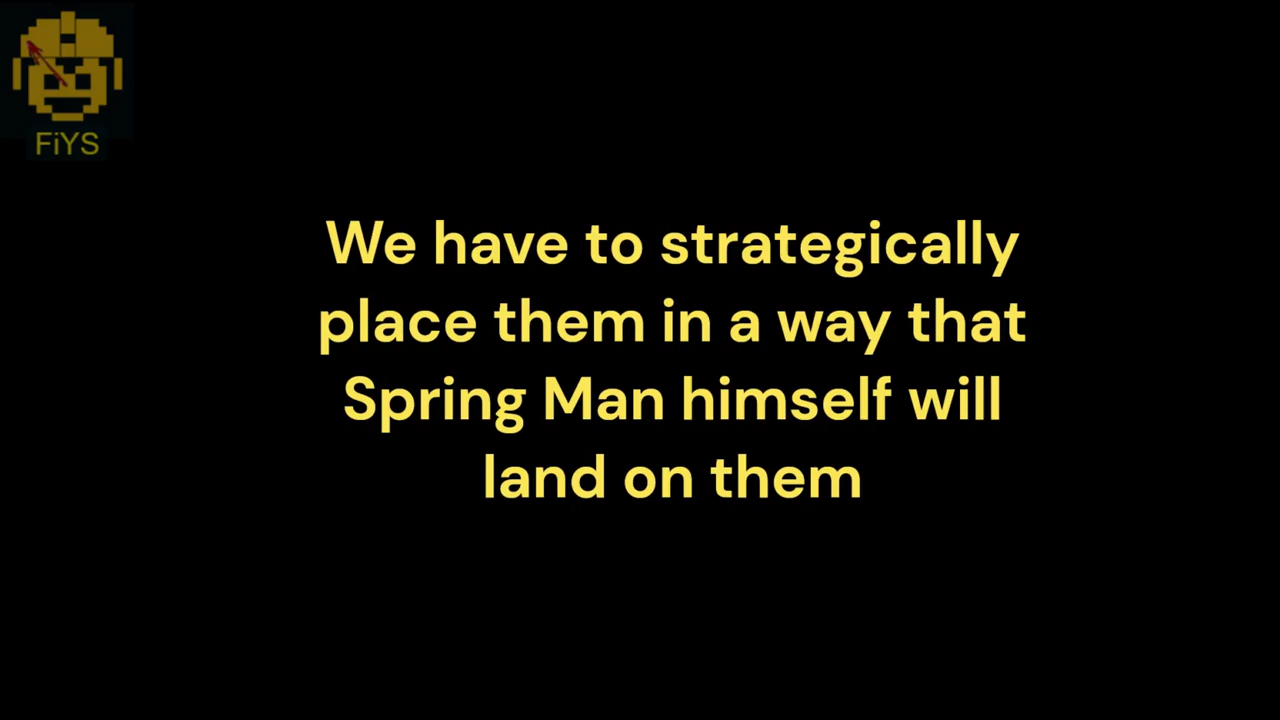 FiYS
We have to strategically
place them in a way that
Spring Man himself will
land on them